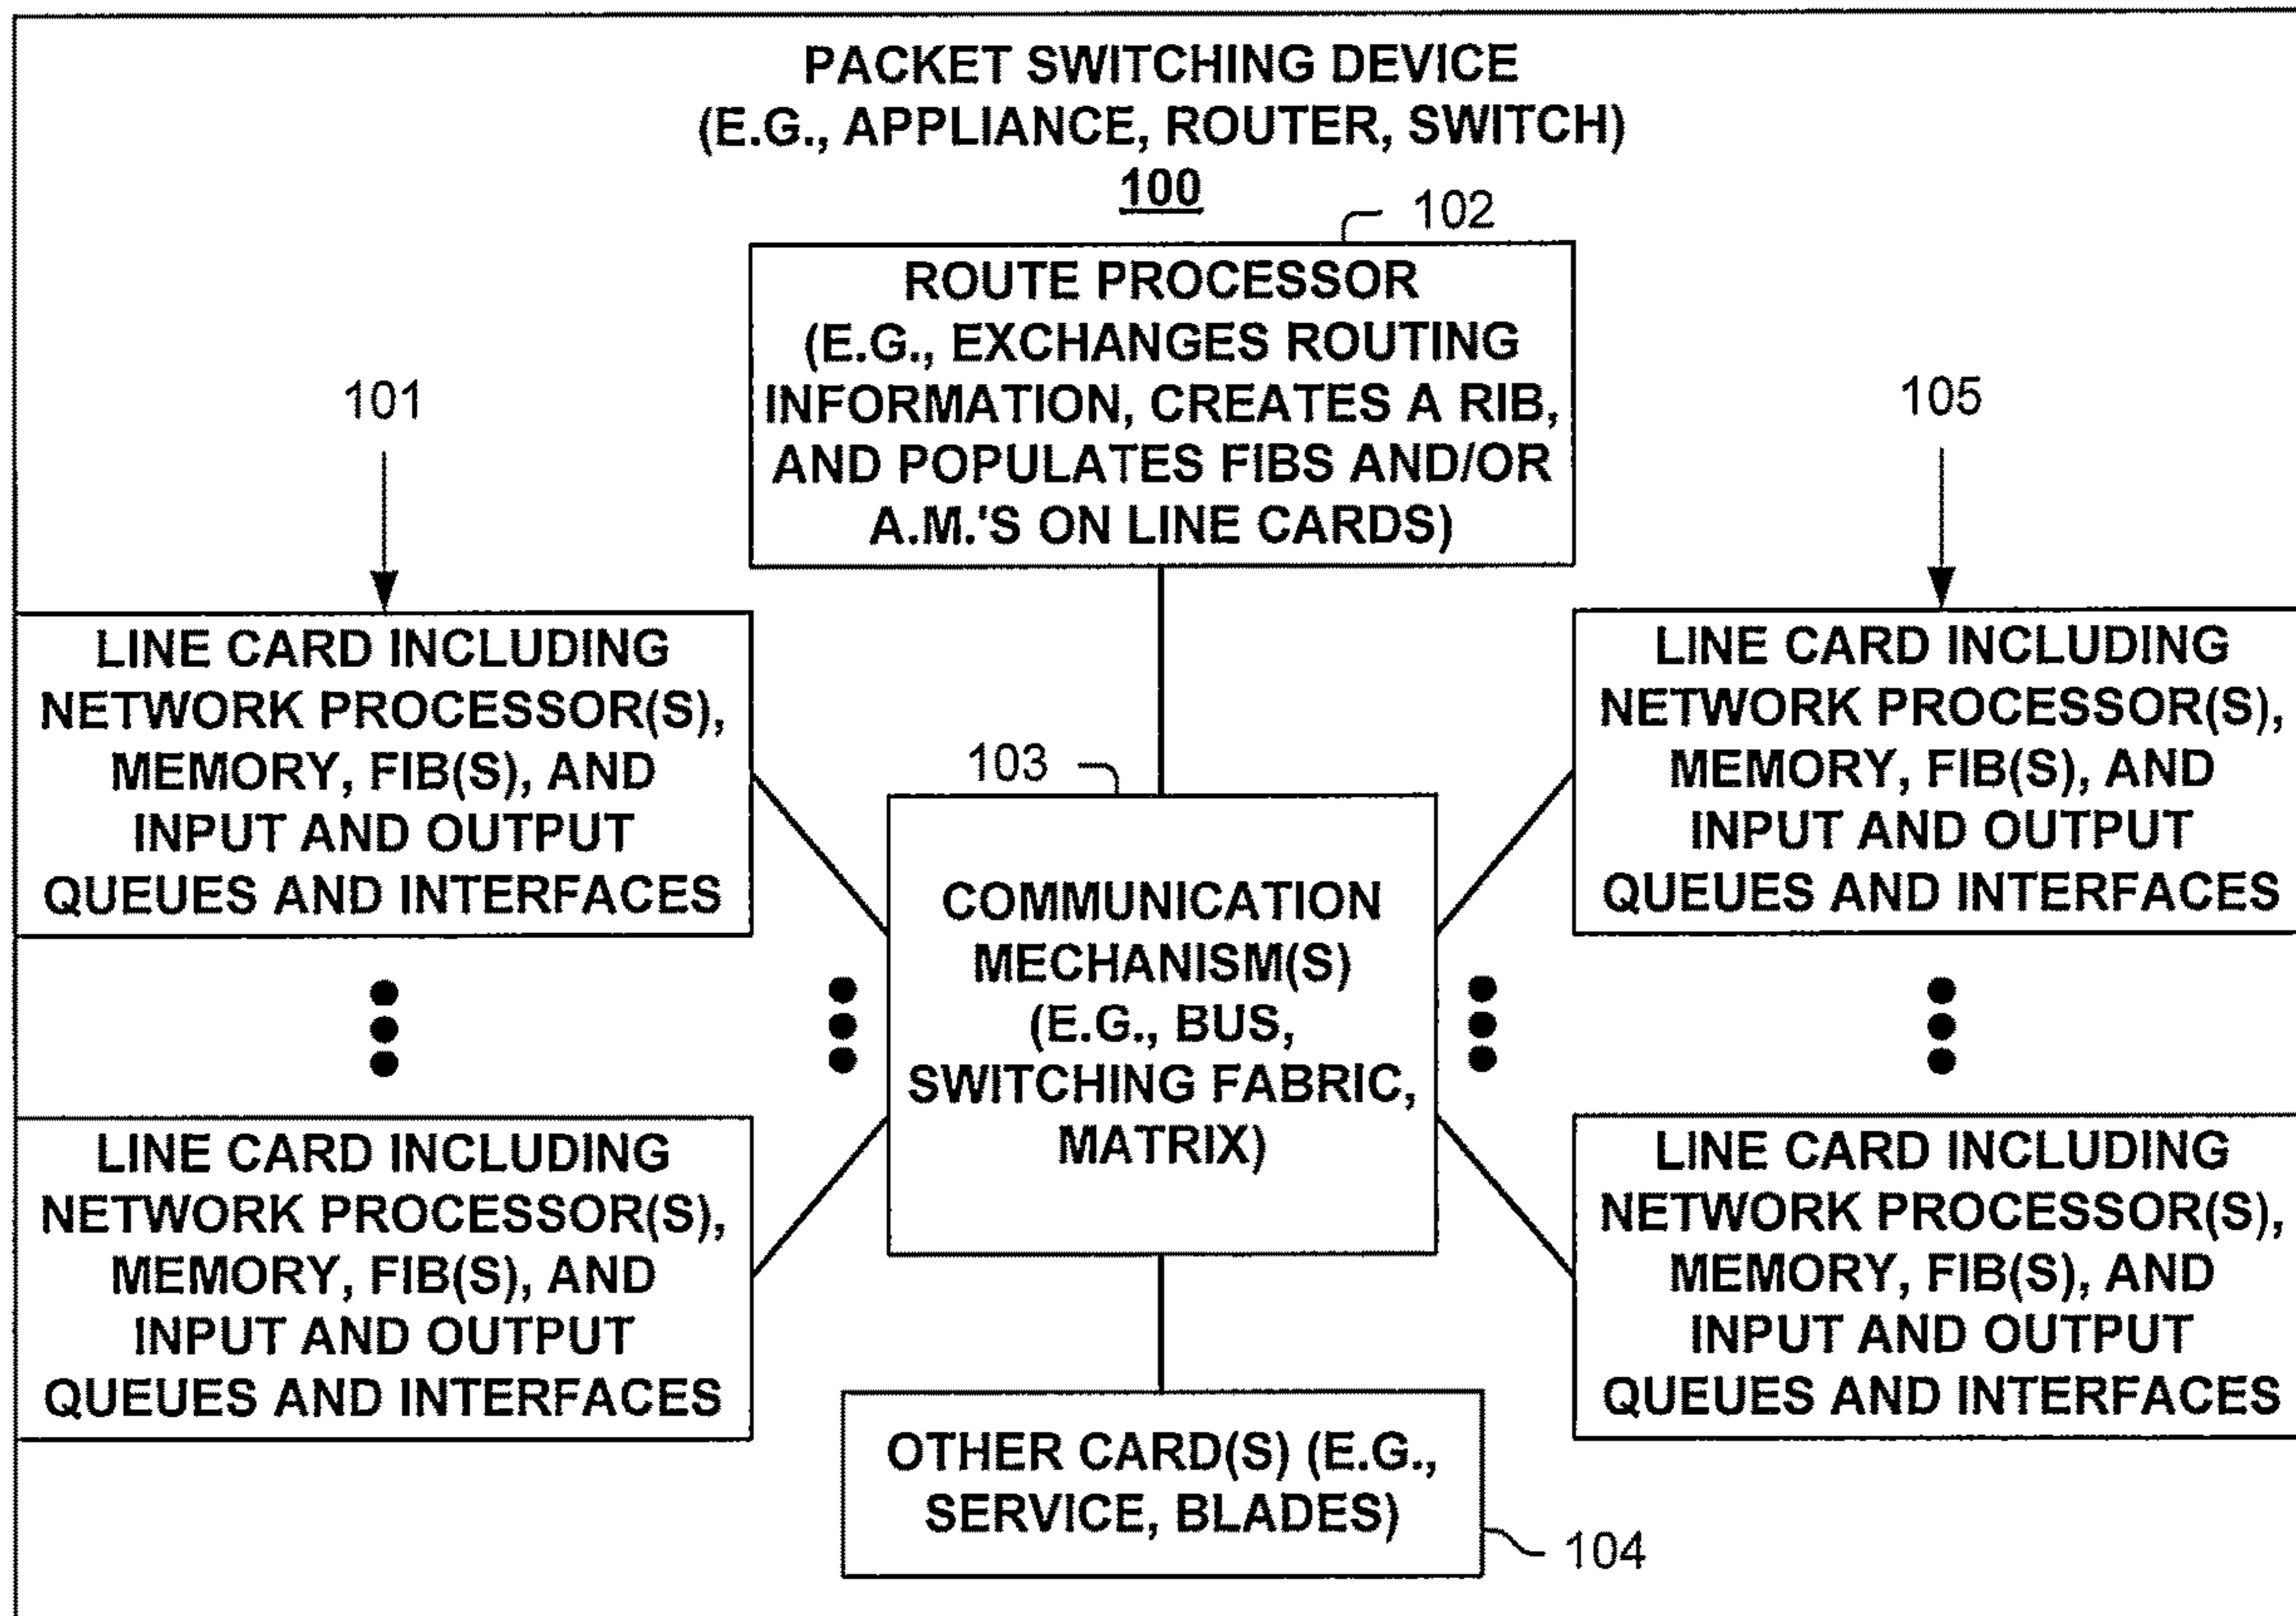 PACKET SWITCHING DEVICE
(E.G., APPLIANCE, ROUTER, SWITCH)
100
102
ROUTE PROCESSOR
(E.G., EXCHANGES ROUTING
INFORMATION, CREATES A RIB,
AND POPULATES FIBS AND/OR
A.M.'S ON LINE CARDS)
101
LINE CARD INCLUDING
NETWORK PROCESSOR(S),
MEMORY, FIB(S), AND
INPUT AND OUTPUT
QUEUES AND INTERFACES
LINE CARD INCLUDING
NETWORK PROCESSOR(S),
MEMORY, FIB(S), AND
INPUT AND OUTPUT
QUEUES AND INTERFACES
103
COMMUNICATION
MECHANISM(S)
(E.G., BUS,
SWITCHING FABRIC,
MATRIX)
OTHER CARD(S) (E.G.,
SERVICE, BLADES)
104
105
LINE CARD INCLUDING
NETWORK PROCESSOR(S),
MEMORY, FIB(S), AND
INPUT AND OUTPUT
QUEUES AND INTERFACES
LINE CARD INCLUDING
NETWORK PROCESSOR(S),
MEMORY, FIB(S), AND
INPUT AND OUTPUT
QUEUES AND INTERFACES